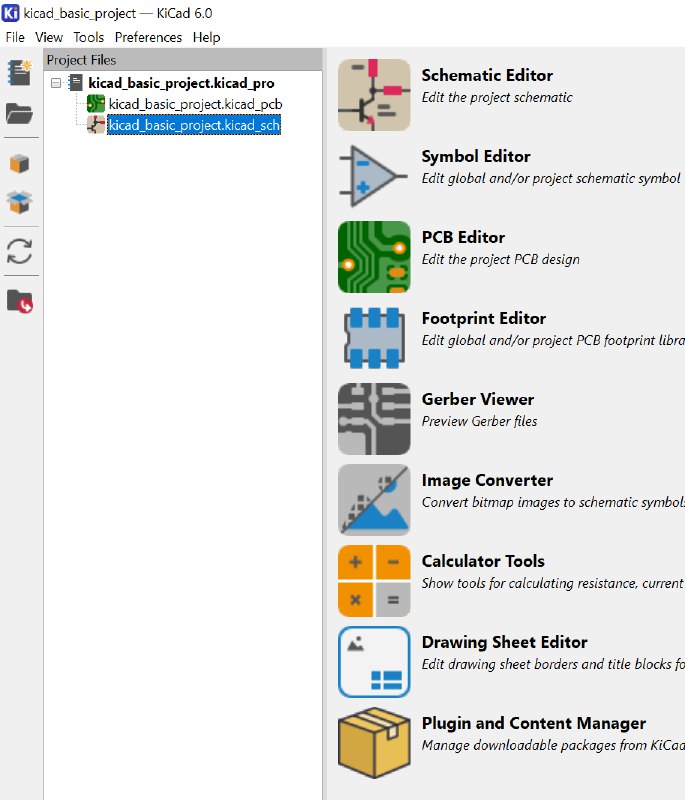 Ki kicad_basic_project — KiCad 6.0
File View Tools Preferences Help
Project Files
kicad_basic_project.kicad_pro
kicad_basic_project.kicad_pcb
kicad_basic_project.kicad_sch
Schematic Editor
Edit the project schematic
Symbol Editor
Edit global and/or project schematic symbol
PCB Editor
Edit the project PCB design
Footprint Editor
Edit global and/or project PCB footprint libra
Gerber Viewer
Preview Gerber files
Image Converter
Convert bitmap images to schematic symbols
Calculator Tools
Show tools for calculating resistance, current
Drawing Sheet Editor
Edit drawing sheet borders and title blocks fo
Plugin and Content Manager
Manage downloadable packages from KiCad